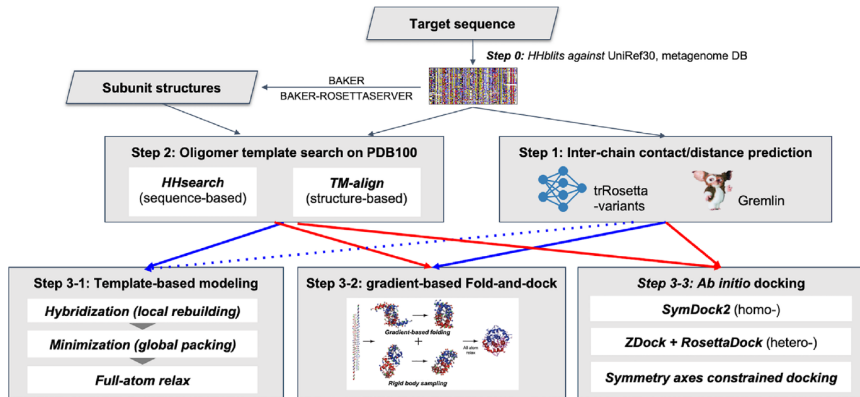 Target sequence
Step 0: HHblits against UniRef30, metagenome DB
Subunit structures
BAKER
BAKER-ROSETTASERVER
Step 2: Oligomer template search on PDB100
HHsearch
(sequence-based)
TM-align
(structure-based)
Step 1: Inter-chain contact/distance prediction
trRosetta
-variants
Gremlin
Step 3-1: Template-based modeling
Hybridization (local rebuilding)
Minimization (global packing)
Full-atom relax
Step 3-2: gradient-based Fold-and-dock
Gradient-based folding
+
All atom
relax
Rigid body sampling
Step 3-3: Ab initio docking
SymDock2 (homo-)
ZDock + RosettaDock (hetero-)
Symmetry axes constrained docking